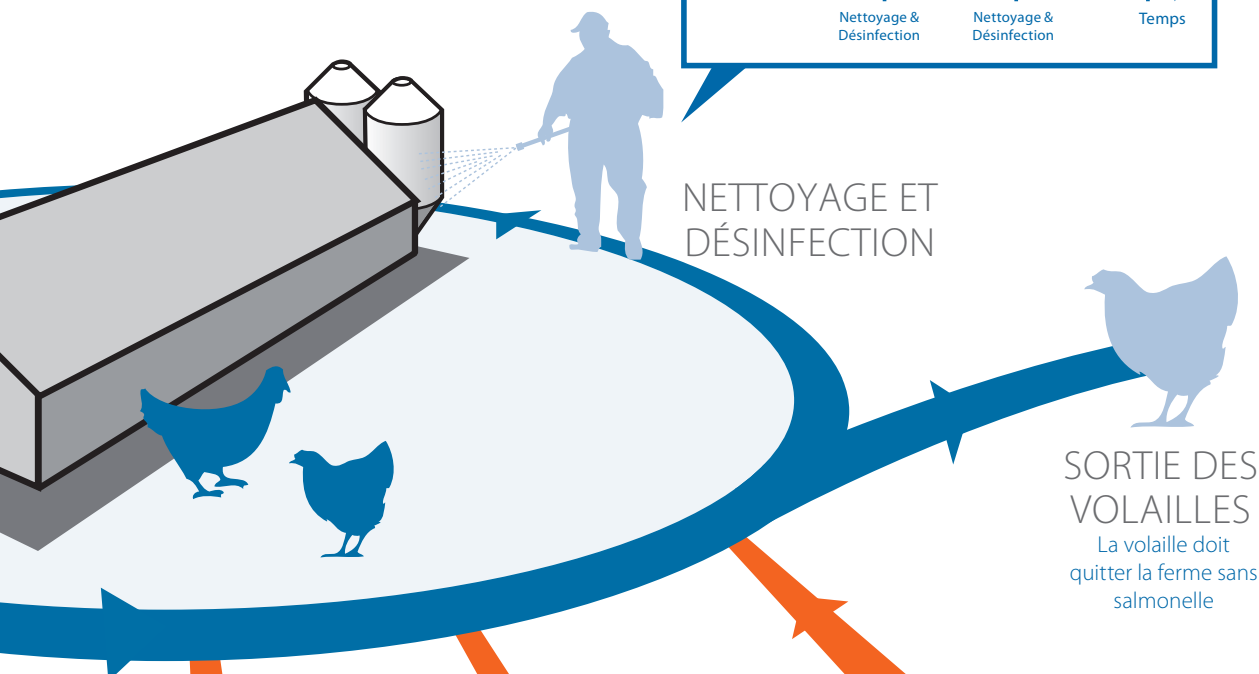 Nettoyage &
Désinfection
Nettoyage &
Désinfection
Temps
NETTOYAGE ET
DÉSINFECTION
SORTIE DES
VOLAILLES
La volaille doit
quitter la ferme sans
salmonelle